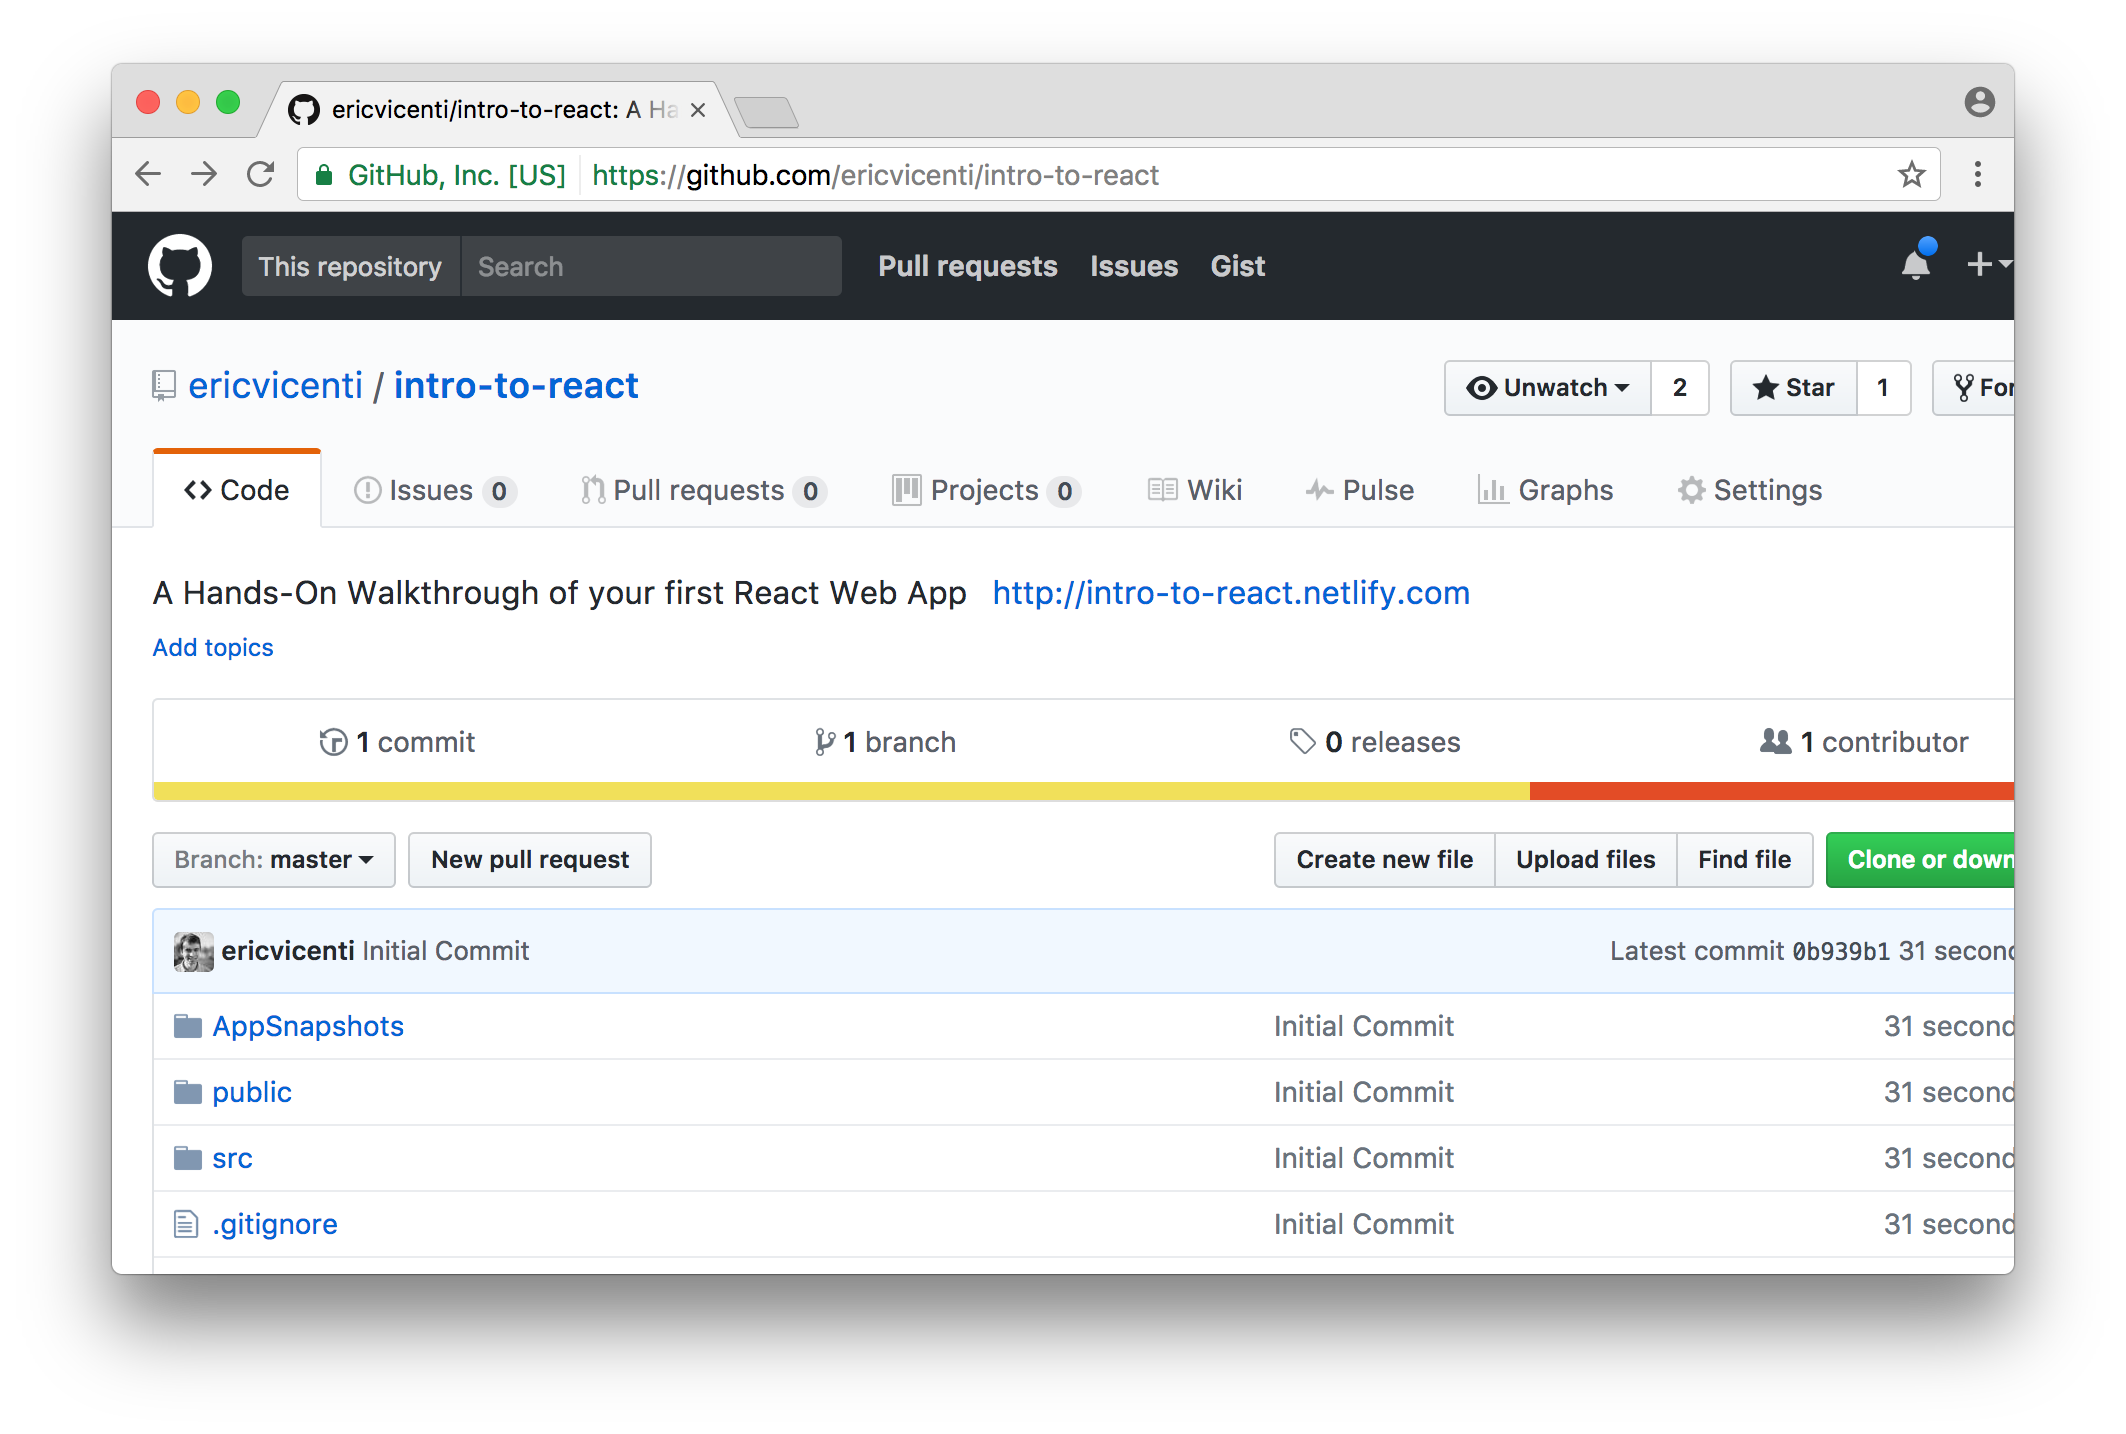 ericvicenti/intro-to-react: A Ha
GitHub, Inc. [US] https://github.com/ericvicenti/intro-to-react
This repository Search Pull requests Issues Gist
ericvicenti / intro-to-react Unwatch 2 Star 1 For
Code Issues 0 Pull requests 0 Projects 0 Wiki Pulse Graphs Settings
A Hands-On Walkthrough of your first React Web App http://intro-to-react.netlify.com
Add topics
1 commit 1 branch 0 releases 1 contributor
Branch: master New pull request Create new file Upload files Find file Clone or down
ericvicenti Initial Commit Latest commit 0b939b1 31 second
AppSnapshots Initial Commit 31 second
public Initial Commit 31 second
src Initial Commit 31 second
.gitignore Initial Commit 31 second